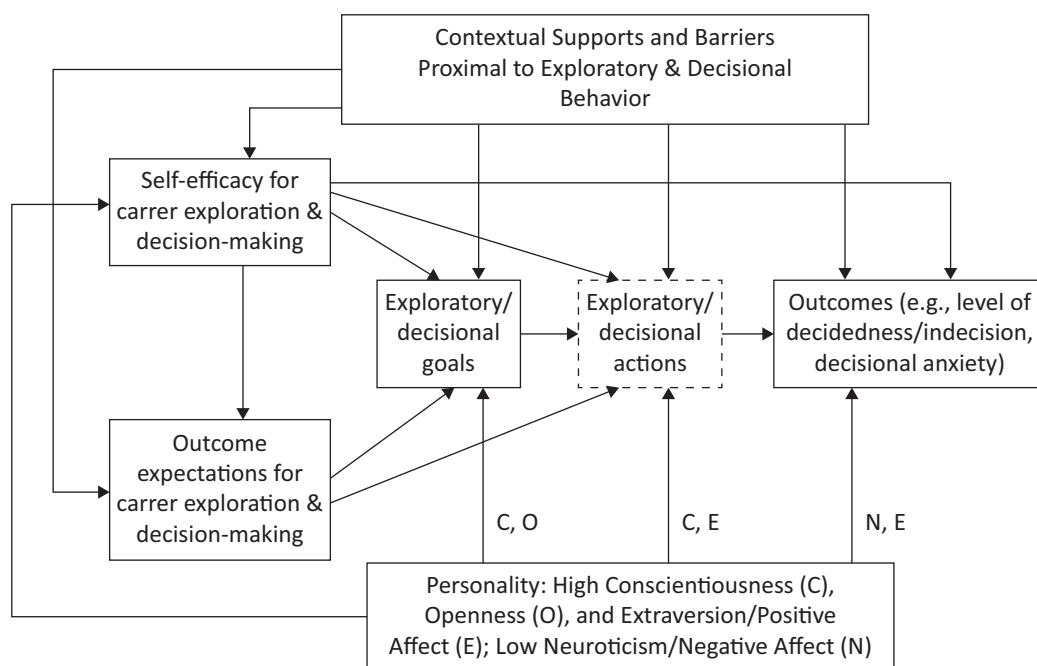 Contextual Supports and Barriers
Proximal to Exploratory & Decisional
Behavior
Self-efficacy for
carrer exploration &
decision-making
Exploratory/
decisional
goals
Exploratory/
decisional
actions
Outcomes (e.g., level of
decidedness/indecision,
decisional anxiety)
Outcome
expectations for
carrer exploration &
decision-making
C, O
C, E
N, E
Personality: High Conscientiousness (C),
Openness (O), and Extraversion/Positive
Affect (E); Low Neuroticism/Negative Affect (N)